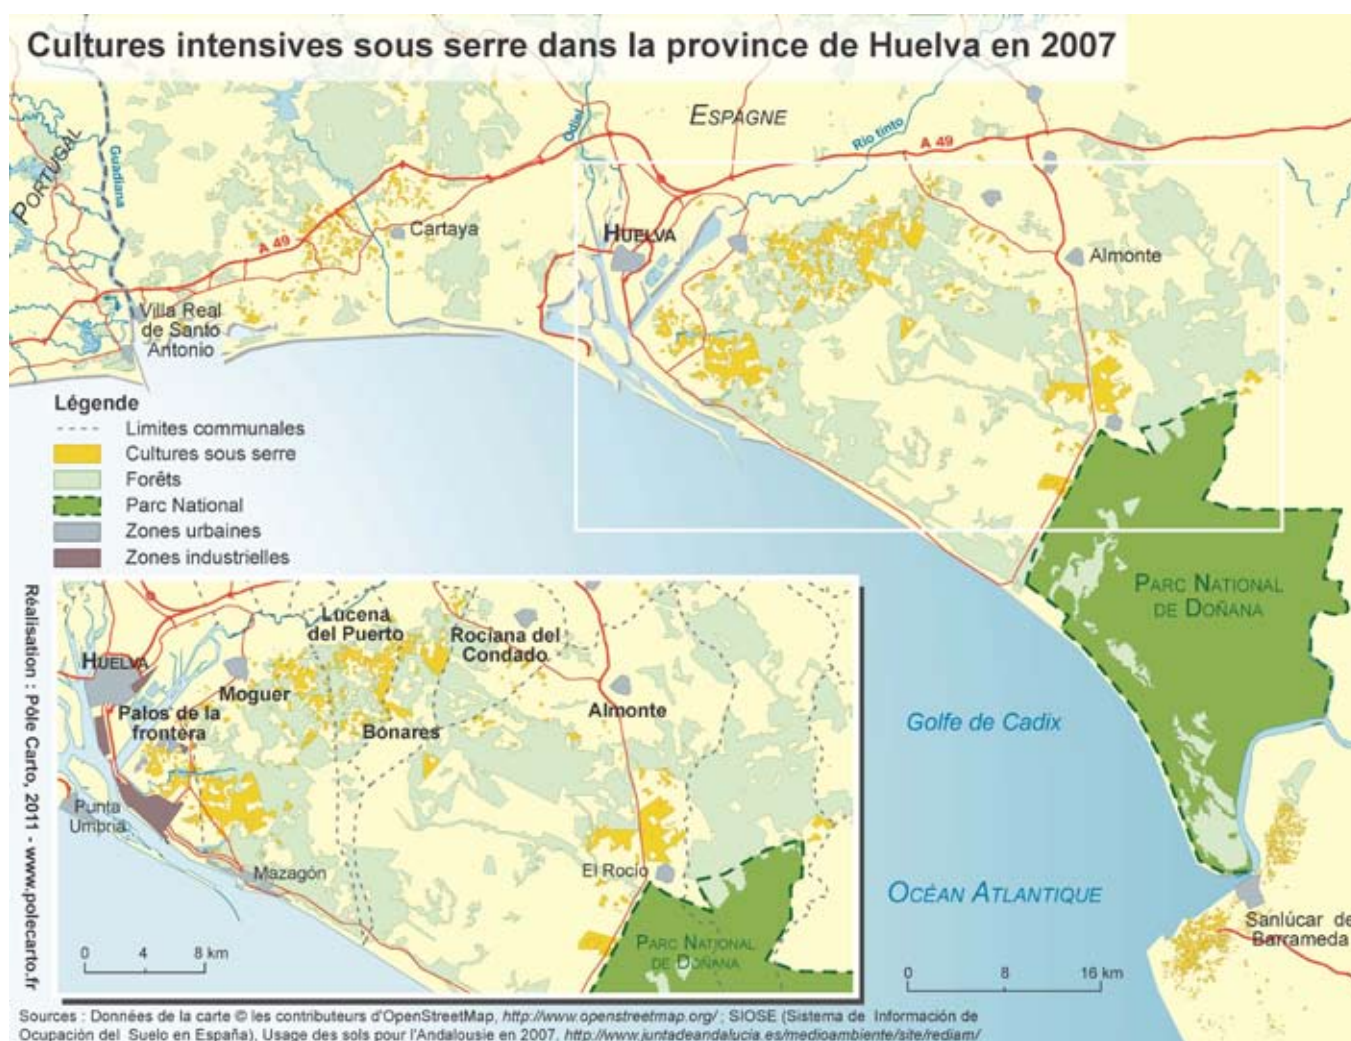 Cultures intensives sous serre dans la province de Huelva en 2007
ESPAGNE
PORTUGAL
Guadiana
Odiel
Rio tinto
A 49
A 49
Cartaya
HUELVA
Almonte
Villa Real
de Santo
Antonio
Légende
Limites communales
Cultures sous serre
Forêts
Parc National
Zones urbaines
Zones industrielles
PARC NATIONAL
DE DOÑANA
Golfe de Cadix
OCÉAN ATLANTIQUE
Sanlúcar de
Barrameda
0 8 16 km
Réalisation : Pôle Carto, 2011 - www.polecarto.fr
Lucena
del Puerto
Rociana del
Condado
HUELVA
Moguer
Palos de la
frontera
Bonares
Almonte
Punta
Umbria
Mazagón
El Rocio
PARC NATIONAL
DE DOÑANA
0 4 8 km
Sources : Données de la carte © les contributeurs d'OpenStreetMap, http://www.openstreetmap.org/ ; SIOSE (Sistema de Información de
Ocupación del Suelo en España), Usage des sols pour l'Andalousie en 2007, http://www.juntadeandalucia.es/medioambiente/site/rediam/